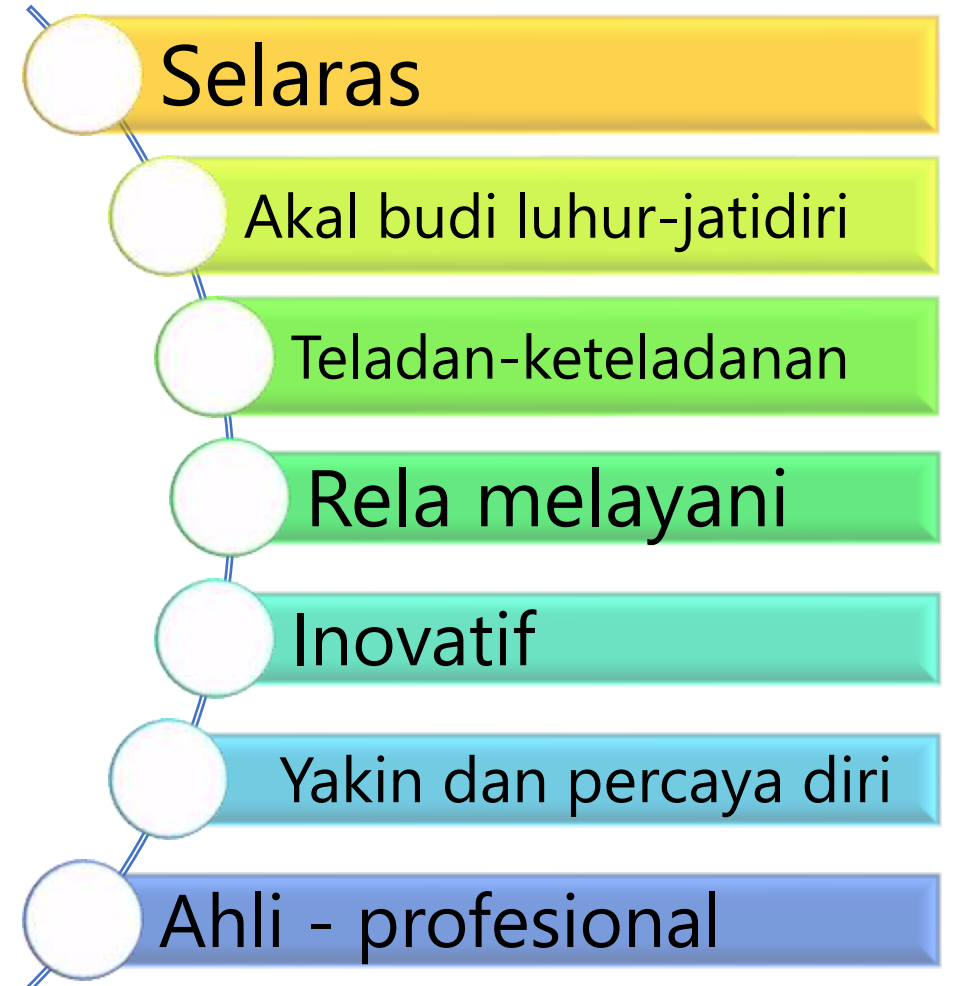 Selaras
Akal budi luhur-jatidiri
Teladan-keteladanan
Rela melayani
Inovatif
Yakin dan percaya diri
Ahli - profesional